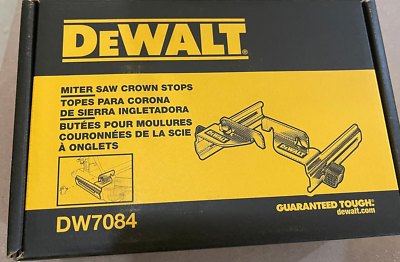 DEWALT®
MITER SAW CROWN STOPS
TOPES PARA CORONA
DE SIERRA INGLETADORA
BUTÉES POUR MOULURES
COURONNÉES DE LA SCIE
À ONGLETS
DEWALT
DW7084
GUARANTEED TOUGH.®
dewalt.com